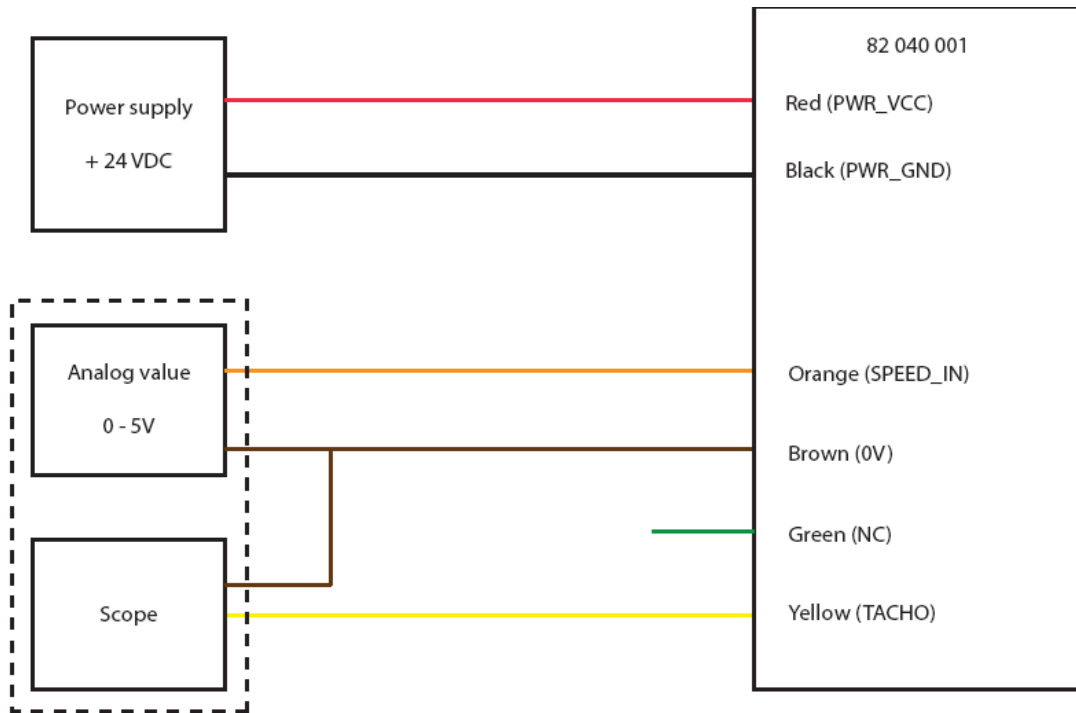 82 040 001
Power supply
+ 24 VDC
Red (PWR_VCC)
Black (PWR_GND)
Analog value
0 - 5V
Orange (SPEED_IN)
Brown (0V)
Green (NC)
Scope
Yellow (TACHO)